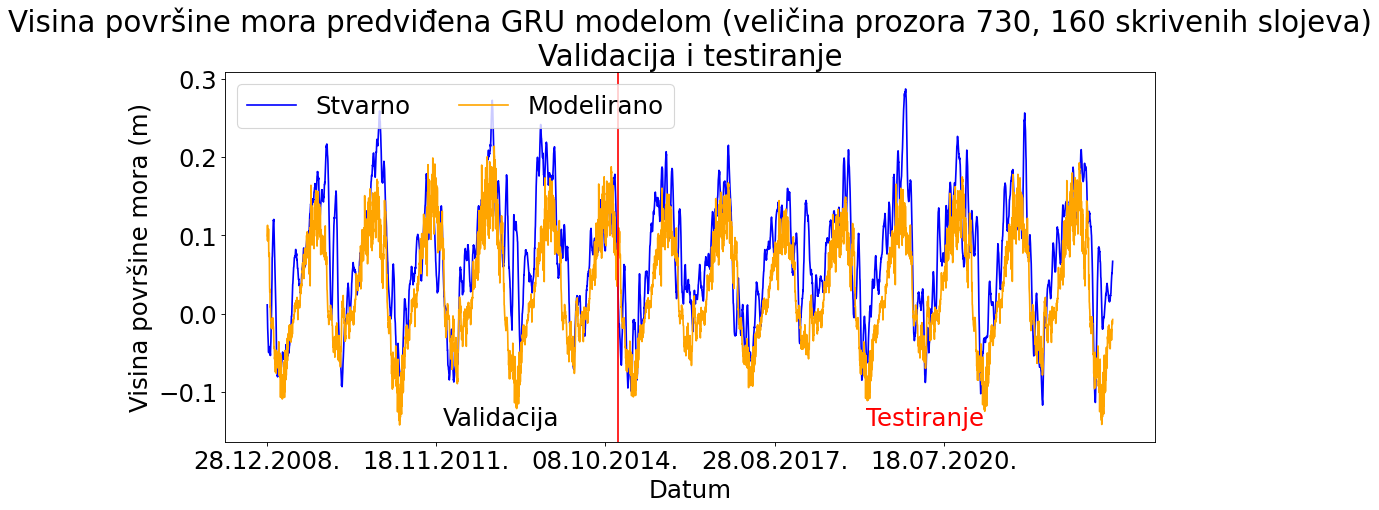 Visina površine mora predviđena GRU modelom (veličina prozora 730, 160 skrivenih slojeva)
Validacija i testiranje
Visina površine mora (m)
0.3
0.2
0.1
0.0
−0.1
Stvarno Modelirano
Validacija
Testiranje
28.12.2008. 18.11.2011. 08.10.2014. 28.08.2017. 18.07.2020.
Datum